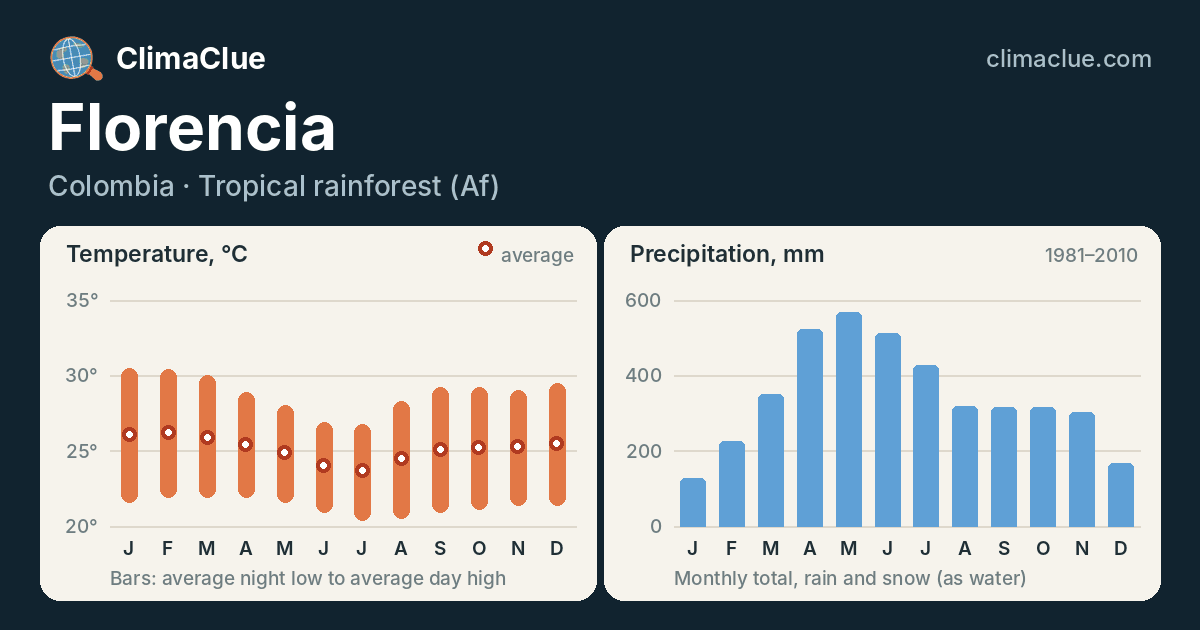 ClimaClue
climaclue.com
Florencia
Colombia · Tropical rainforest (Af)
Temperature, °C
average
35°
30°
25°
20°
J F M A M J J A S O N D
Bars: average night low to average day high
Precipitation, mm
1981–2010
600
400
200
0
J F M A M J J A S O N D
Monthly total, rain and snow (as water)